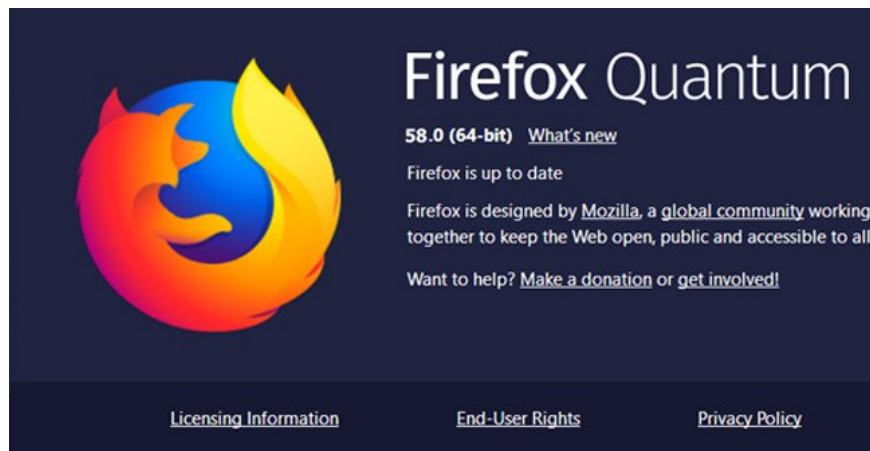 Firefox Quantum
58.0 (64-bit) What's new
Firefox is up to date
Firefox is designed by Mozilla, a global community working
together to keep the Web open, public and accessible to all
Want to help? Make a donation or get involved!
Licensing Information End-User Rights Privacy Policy